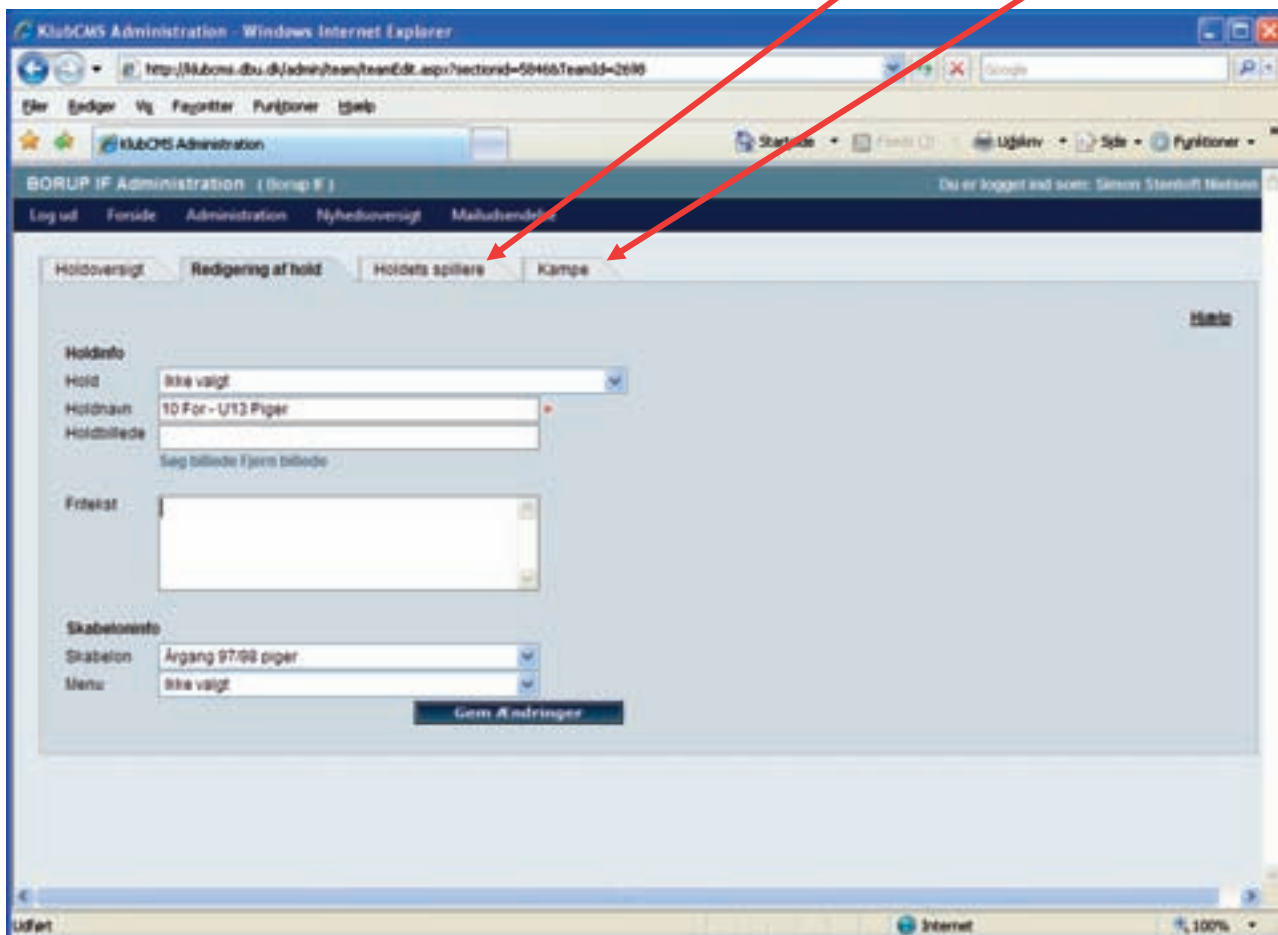 KlubCMS Administration - Windows Internet Explorer
http://klubcms.dbu.dk/admin/team/teamEdit.aspx?sectionid=5846&TeamId=2698
Google
Filer Rediger Vis Favoritter Funktioner Hjælp
KlubCMS Administration
Startside Feeds Udskriv Side Funktioner
BORUP IF Administration ( Borup IF )
Du er logget ind som: Simon Stentoft Nielsen
Log ud Forside Administration Nyhedsoversigt Mailudsendelse
Holdoversigt Redigering af hold Holdets spillere Kampe
Hjælp
Holdinfo
Hold Ikke valgt
Holdnavn 10 For - U13 Piger *
Holdbillede
Søg billede Fjern billede
Fritekst
Skabeloninfo
Skabelon Årgang 97/98 piger
Menu Ikke valgt
Gem Ændringer
Udført
Internet
100%